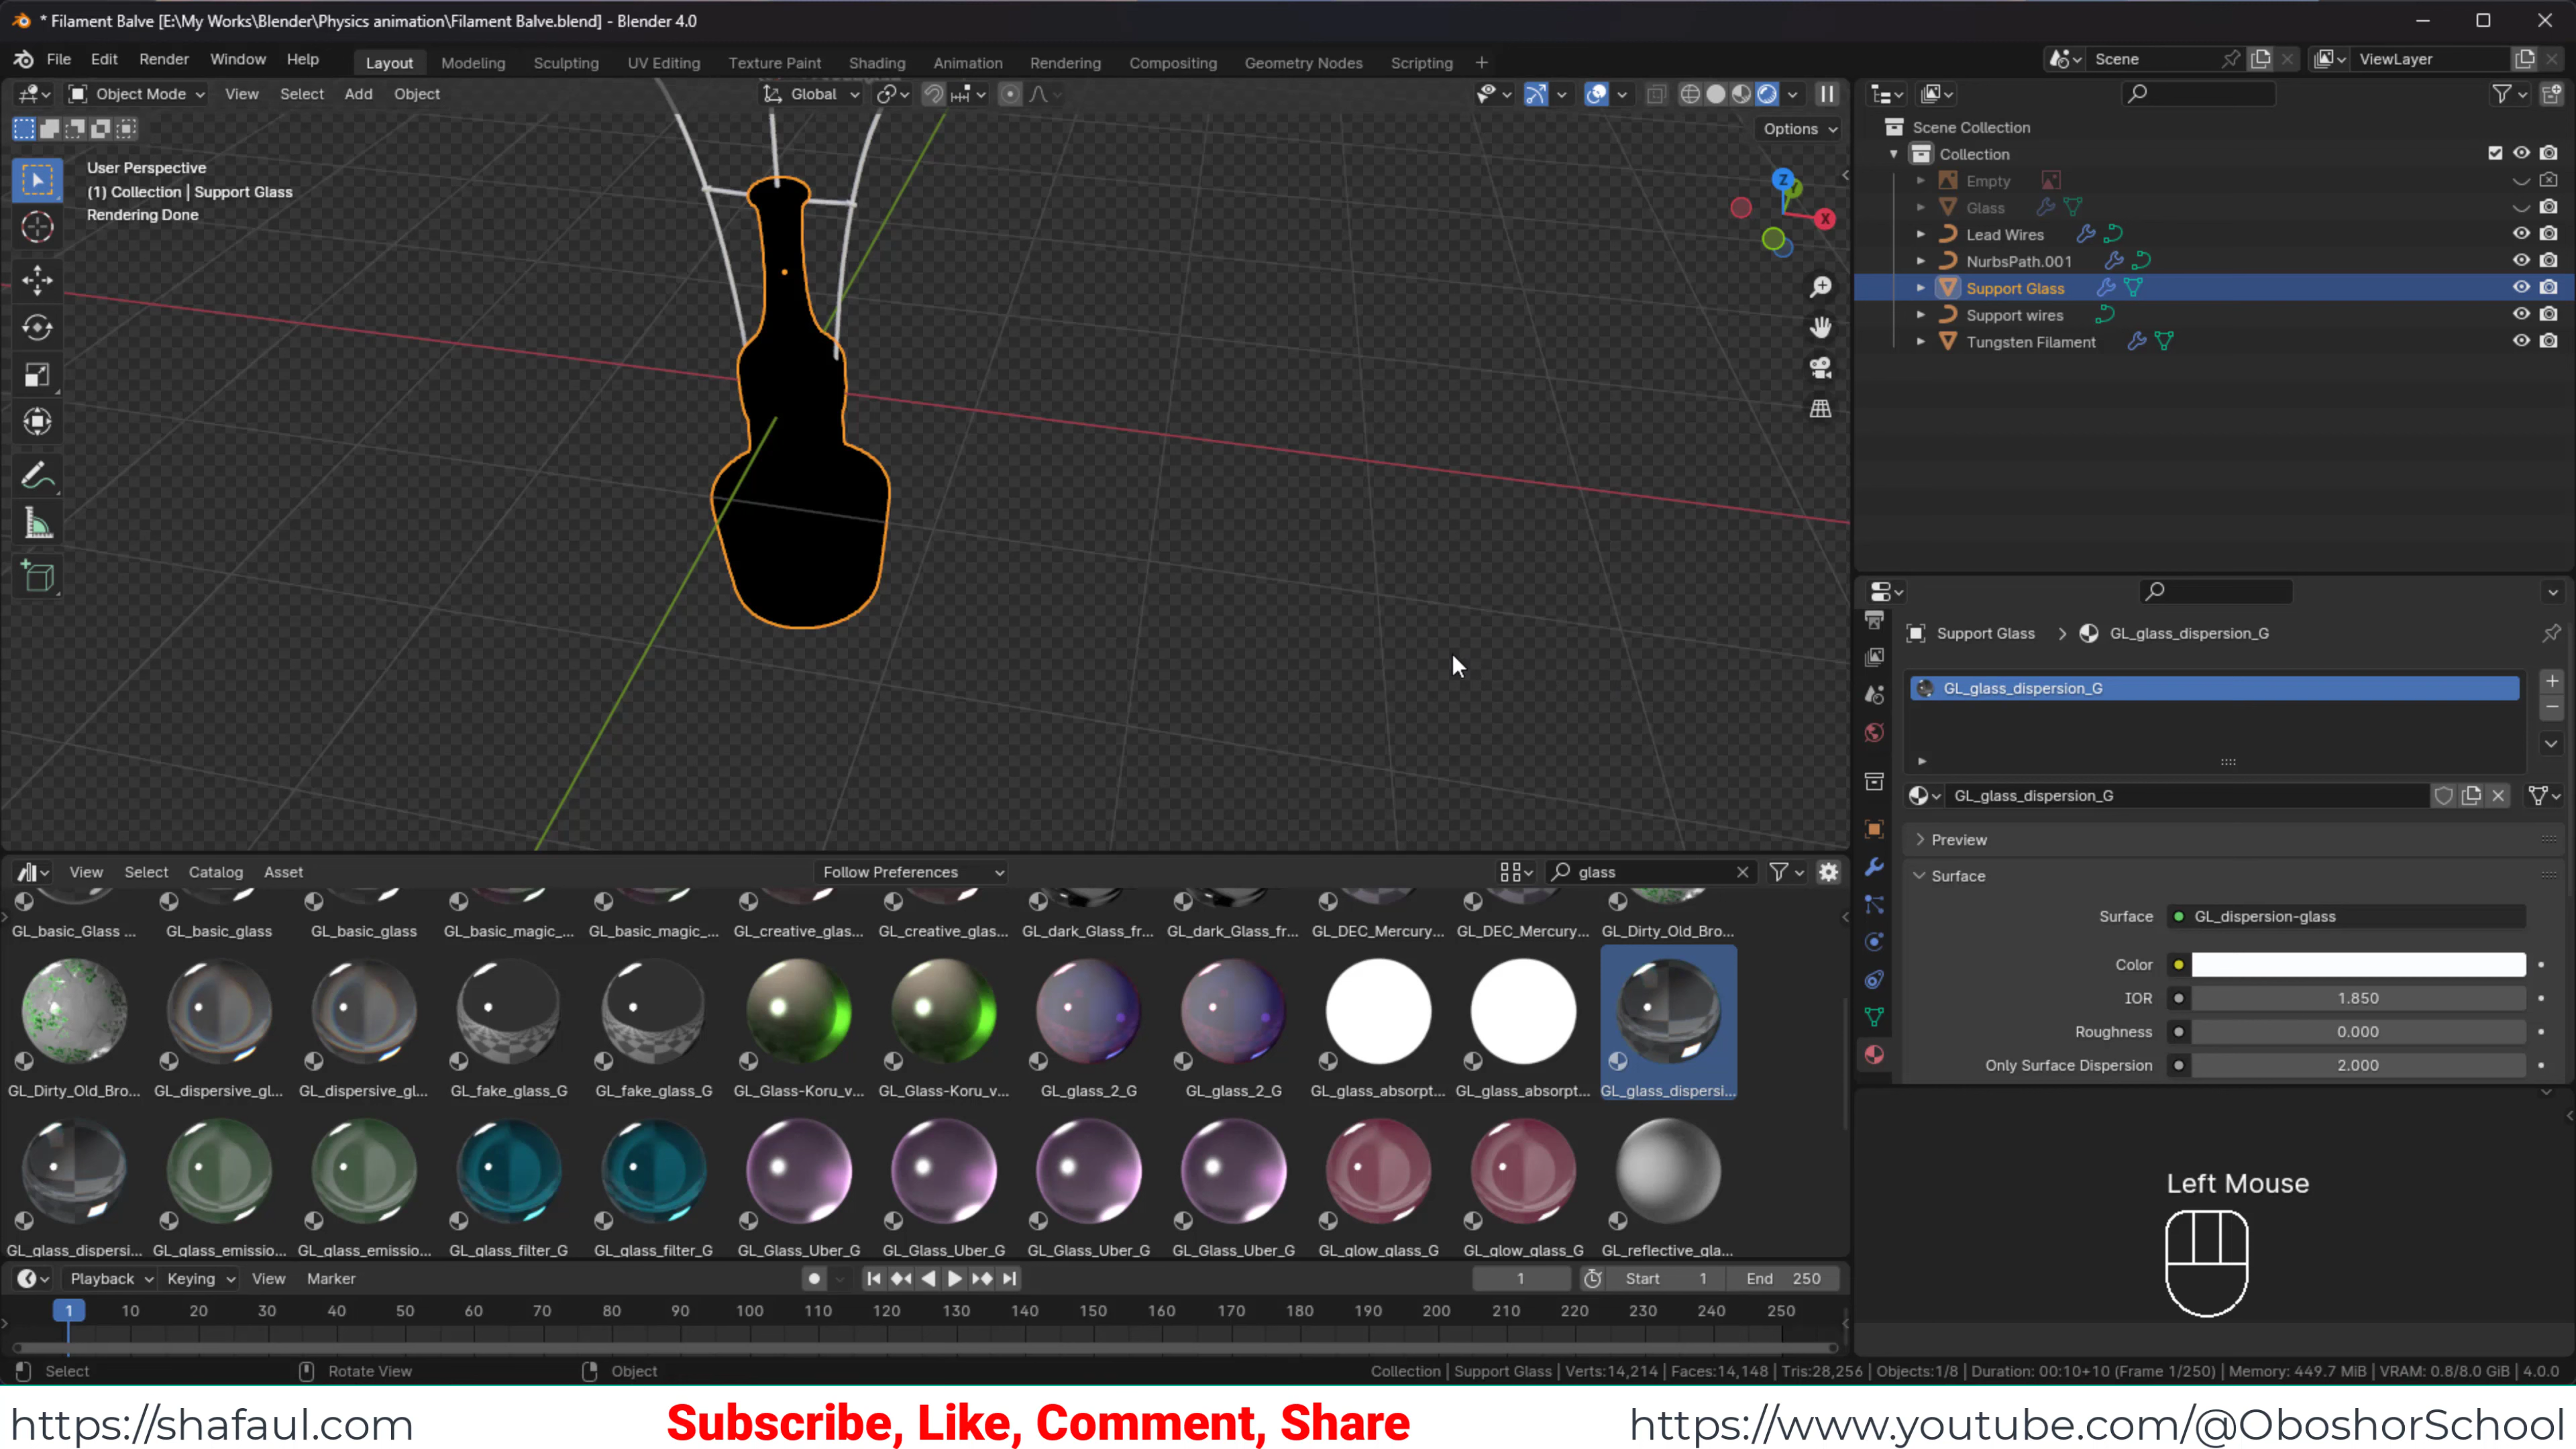 * Filament Balve [E:\My Works\Blender\Physics animation\Filament Balve.blend] - Blender 4.0
File Edit Render Window Help Layout Modeling Sculpting UV Editing Texture Paint Shading Animation Rendering Compositing Geometry Nodes Scripting + Scene ViewLayer
Object Mode View Select Add Object Global
Options
User Perspective
(1) Collection | Support Glass
Rendering Done
Z
Y
X
Scene Collection
Collection
Empty
Glass
Lead Wires
NurbsPath.001
Support Glass
Support wires
Tungsten Filament
Support Glass > GL_glass_dispersion_G
GL_glass_dispersion_G
GL_glass_dispersion_G
Preview
Surface
Surface GL_dispersion-glass
Color
IOR 1.850
Roughness 0.000
Only Surface Dispersion 2.000
View Select Catalog Asset Follow Preferences glass
GL_basic_Glass ... GL_basic_glass GL_basic_glass GL_basic_magic_... GL_basic_magic_... GL_creative_glas... GL_creative_glas... GL_dark_Glass_fr... GL_dark_Glass_fr... GL_DEC_Mercury... GL_DEC_Mercury... GL_Dirty_Old_Bro...
GL_Dirty_Old_Bro... GL_dispersive_gl... GL_dispersive_gl... GL_fake_glass_G GL_fake_glass_G GL_Glass-Koru_v... GL_Glass-Koru_v... GL_glass_2_G GL_glass_2_G GL_glass_absorpt... GL_glass_absorpt... GL_glass_dispersi...
GL_glass_dispersi... GL_glass_emissio... GL_glass_emissio... GL_glass_filter_G GL_glass_filter_G GL_Glass_Uber_G GL_Glass_Uber_G GL_Glass_Uber_G GL_Glass_Uber_G GL_glow_glass_G GL_glow_glass_G GL_reflective_gla...
Left Mouse
Playback Keying View Marker 1 Start 1 End 250
1 10 20 30 40 50 60 70 80 90 100 110 120 130 140 150 160 170 180 190 200 210 220 230 240 250
Select Rotate View Object Collection | Support Glass | Verts:14,214 | Faces:14,148 | Tris:28,256 | Objects:1/8 | Duration: 00:10+10 (Frame 1/250) | Memory: 449.7 MiB | VRAM: 0.8/8.0 GiB | 4.0.0
https://shafaul.com Subscribe, Like, Comment, Share https://www.youtube.com/@OboshorSchool